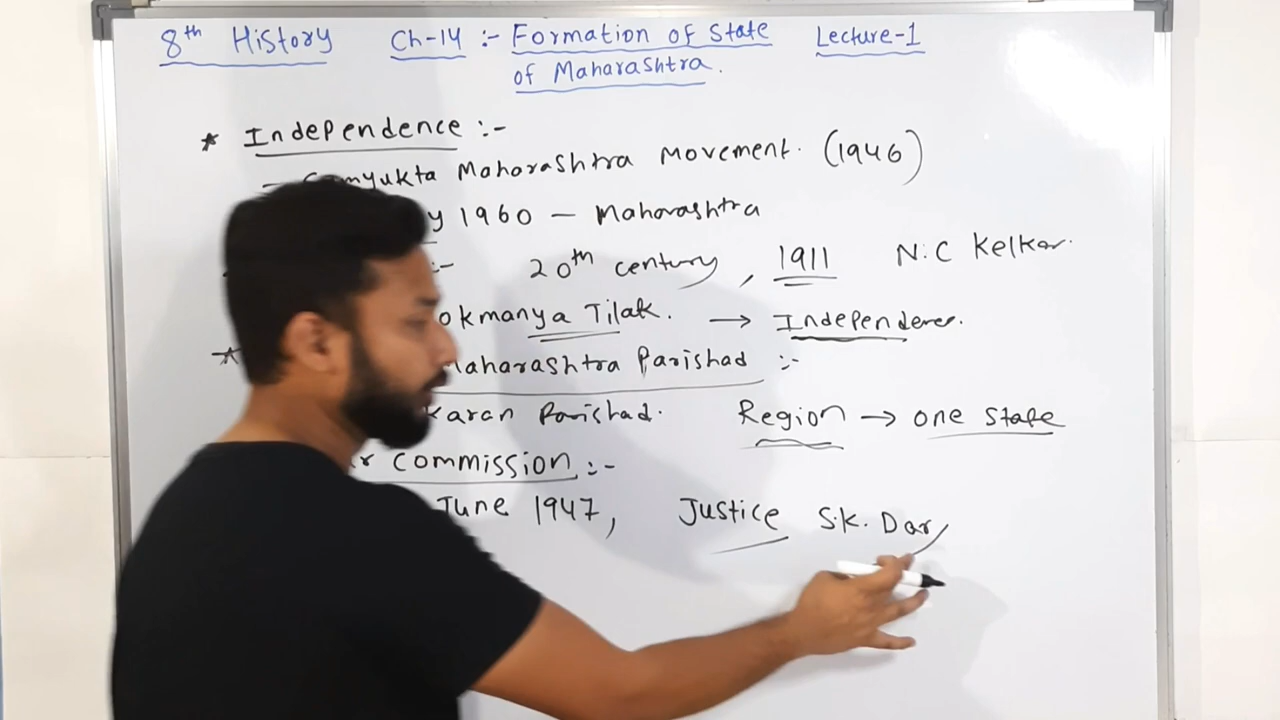 8th History Ch-14 :- Formation of State Lecture-1
of Maharashtra.
* Independence :-
- Samyukta Maharashtra Movement. (1946)
y 1960 - Maharashtra
:- 20th century, 1911 N.C Kelkar.
okmanya Tilak. → Independence.
* Maharashtra Parishad :-
karan Parishad. Region → one state
r commission :-
June 1947, Justice S.K. Dar